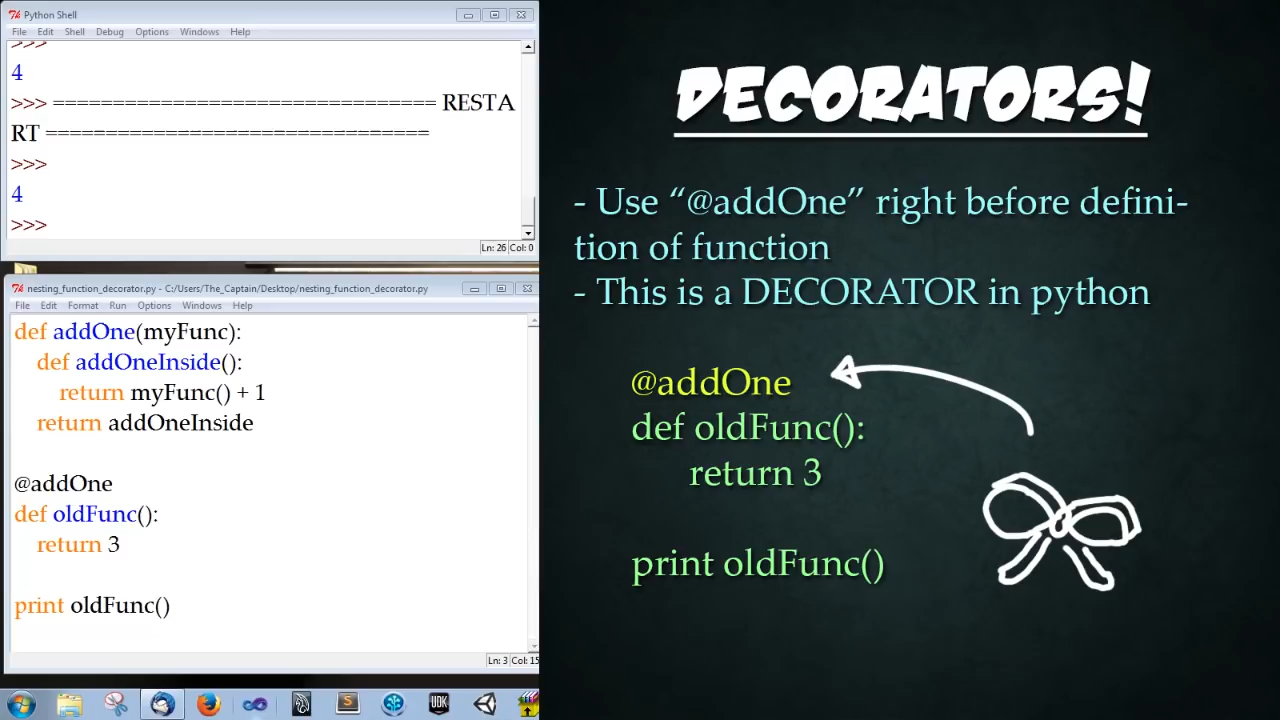 Python Shell
File Edit Shell Debug Options Windows Help
>>>
4
>>> ================================ RESTA
RT ================================
>>>
4
>>>
Ln: 26 Col: 0
nesting_function_decorator.py - C:/Users/The_Captain/Desktop/nesting_function_decorator.py
File Edit Format Run Options Windows Help
def addOne(myFunc):
def addOneInside():
return myFunc() + 1
return addOneInside
@addOne
def oldFunc():
return 3
print oldFunc()
Ln: 3 Col: 15
UDK
DECORATORS!
- Use “@addOne” right before defini-
tion of function
- This is a DECORATOR in python
@addOne
def oldFunc():
return 3
print oldFunc()